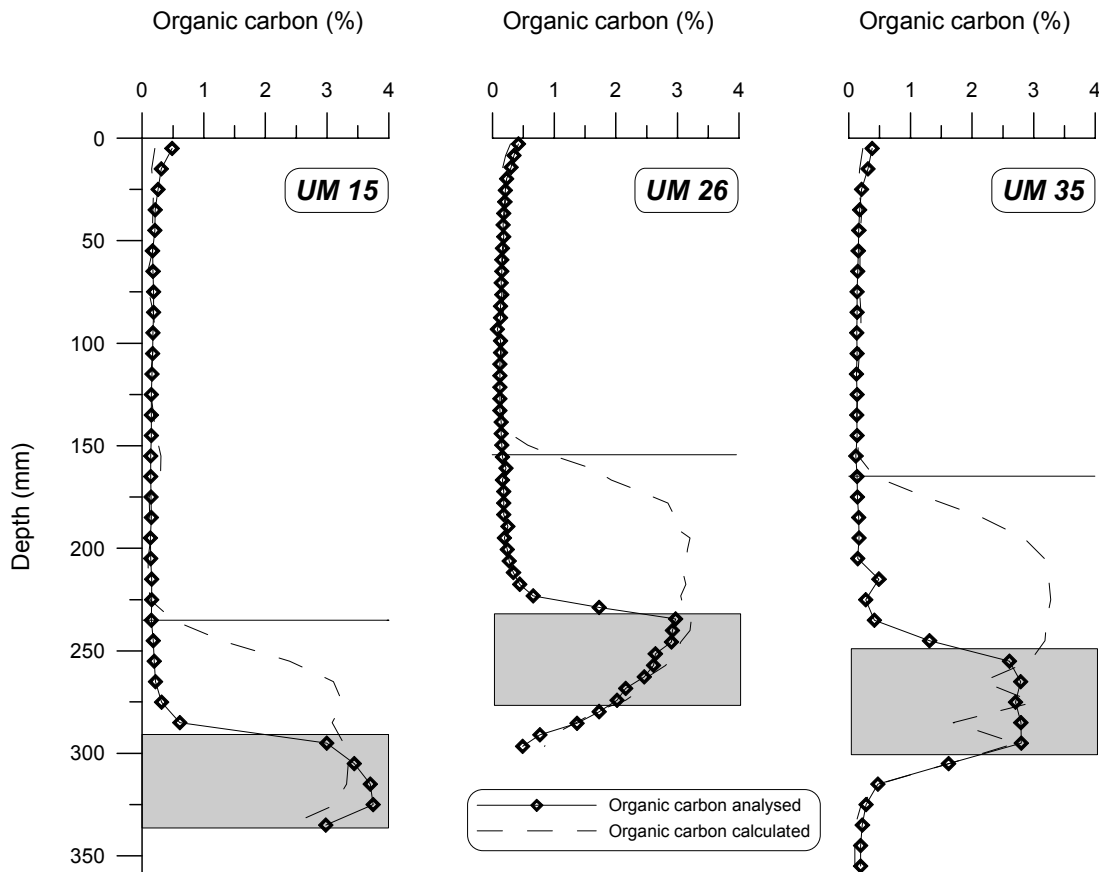 Organic carbon (%) Organic carbon (%) Organic carbon (%)
0 1 2 3 4 0 1 2 3 4 0 1 2 3 4
0
UM 15 UM 26 UM 35
50
100
150
Depth (mm)
200
250
300
Organic carbon analysed
Organic carbon calculated
350